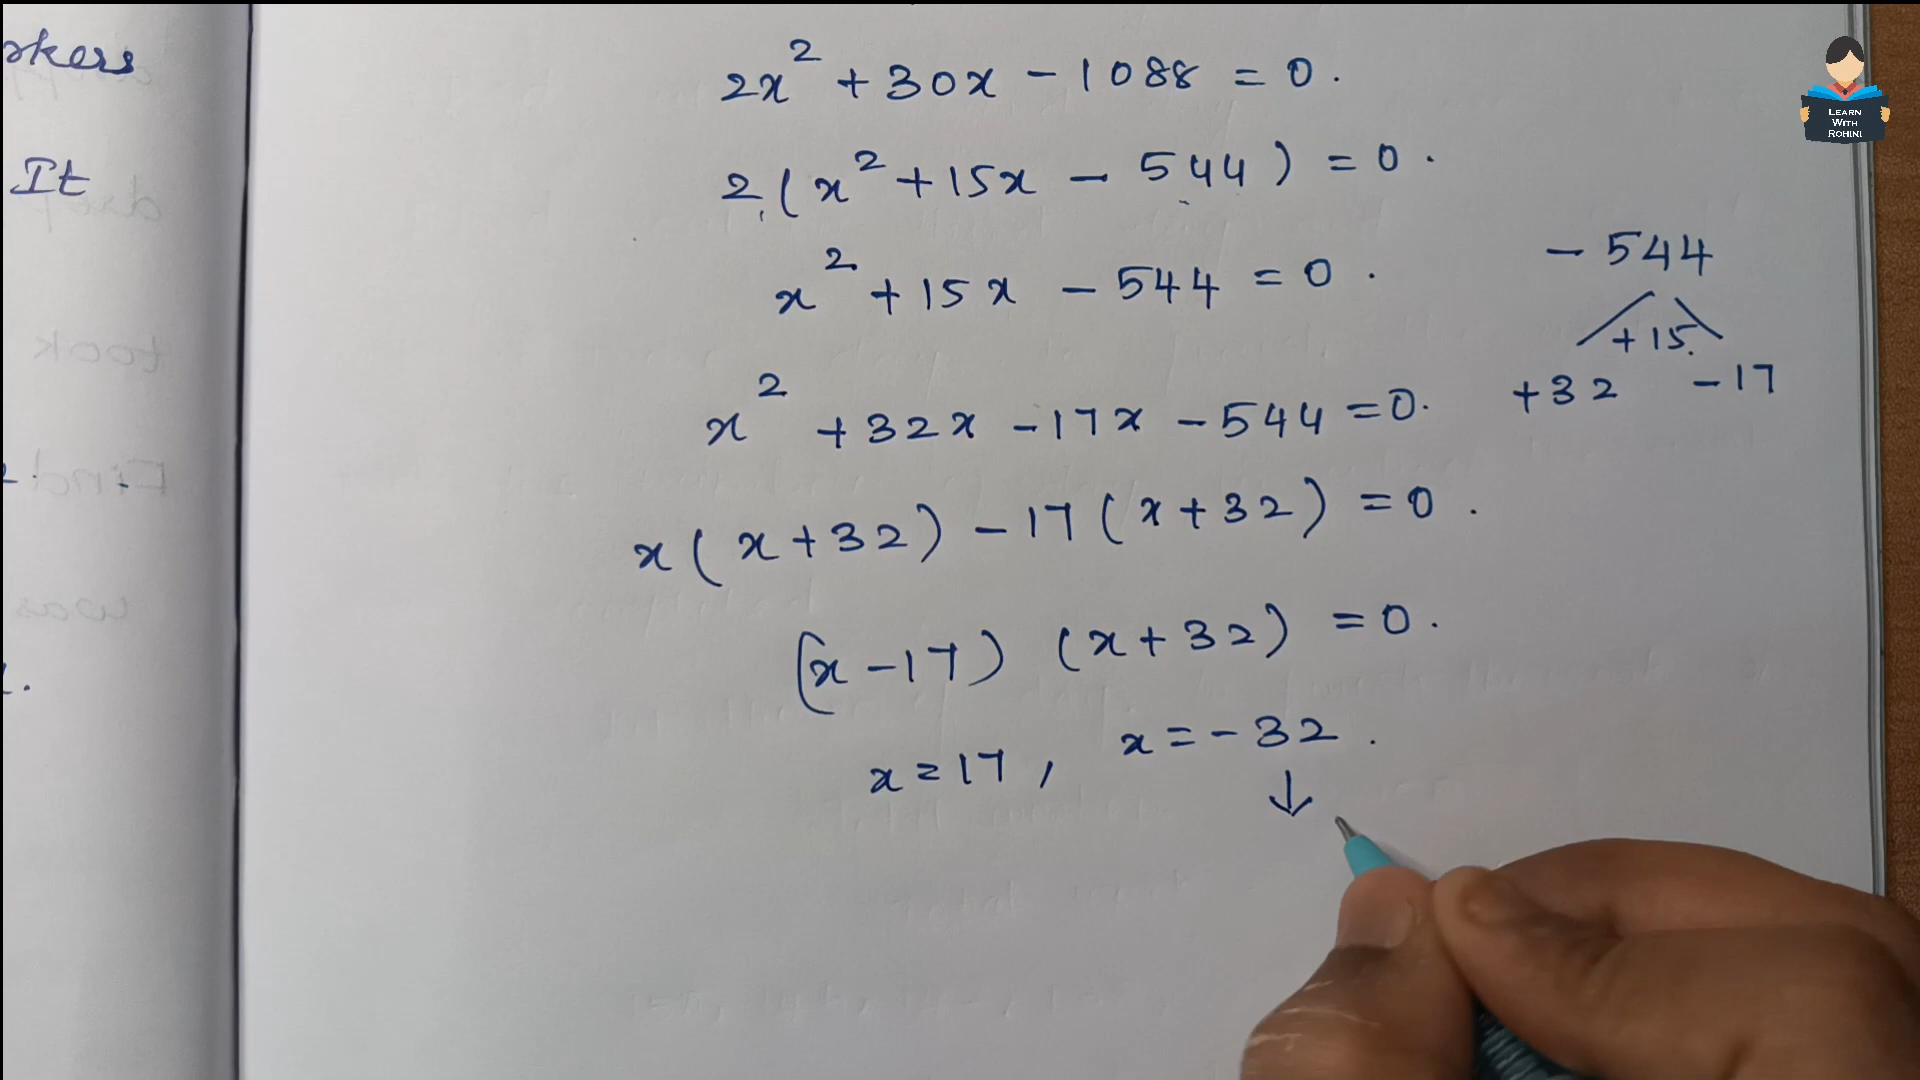 orkers
It
2x² + 30x - 1088 = 0.
2(x² + 15x - 544) = 0.
x² + 15x - 544 = 0.
x² + 32x - 17x - 544 = 0.
x(x+32) - 17(x+32) = 0.
(x-17) (x+32) = 0.
x = 17, x = -32.
↓
- 544
+15.
+32 -17
LEARN
WITH
ROHINI